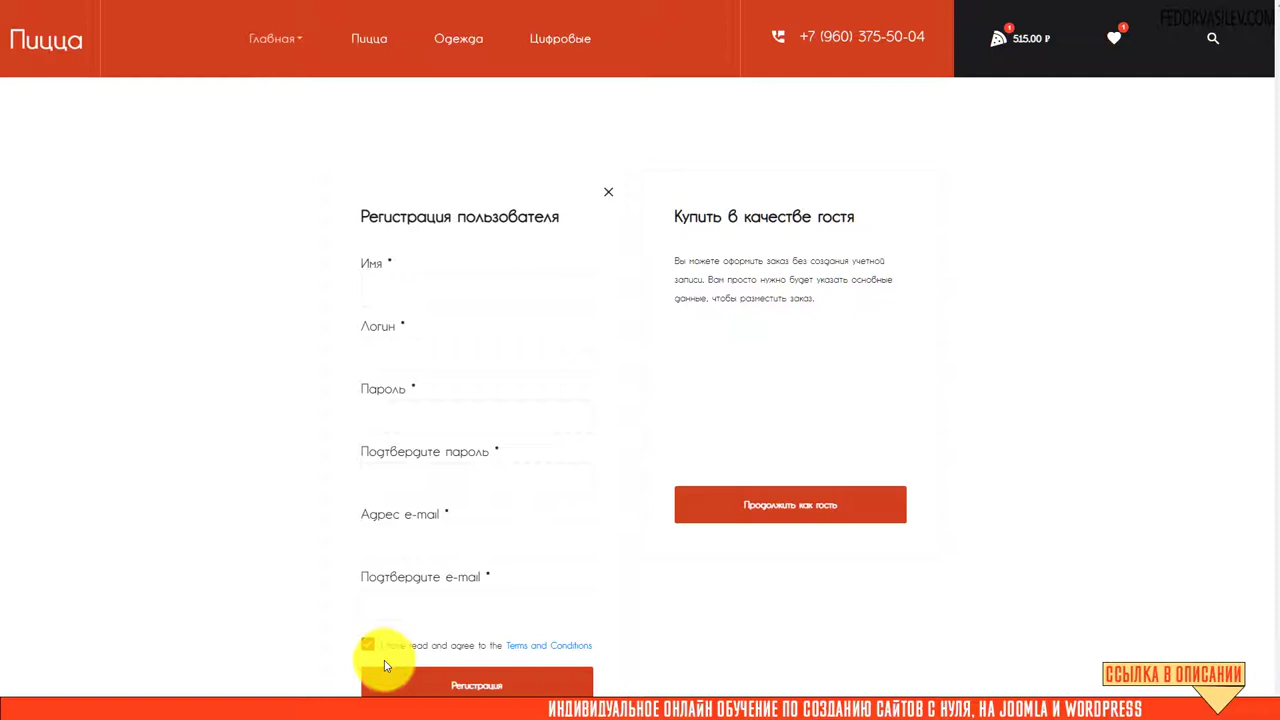 FEDORVASILEV.COM
Пицца
Главная
Пицца
Одежда
Цифровые
+7 (960) 375-50-04
1
515.00 ₽
1
Регистрация пользователя
Имя *
Логин *
Пароль *
Подтвердите пароль *
Адрес e-mail *
Подтвердите e-mail *
I have read and agree to the Terms and Conditions
Регистрация
Купить в качестве гостя
Вы можете оформить заказ без создания учетной
записи. Вам просто нужно будет указать основные
данные, чтобы разместить заказ.
Продолжить как гость
ССЫЛКА В ОПИСАНИИ
ИНДИВИДУАЛЬНОЕ ОНЛАЙН ОБУЧЕНИЕ ПО СОЗДАНИЮ САЙТОВ С НУЛЯ, НА JOOMLA И WORDPRESS